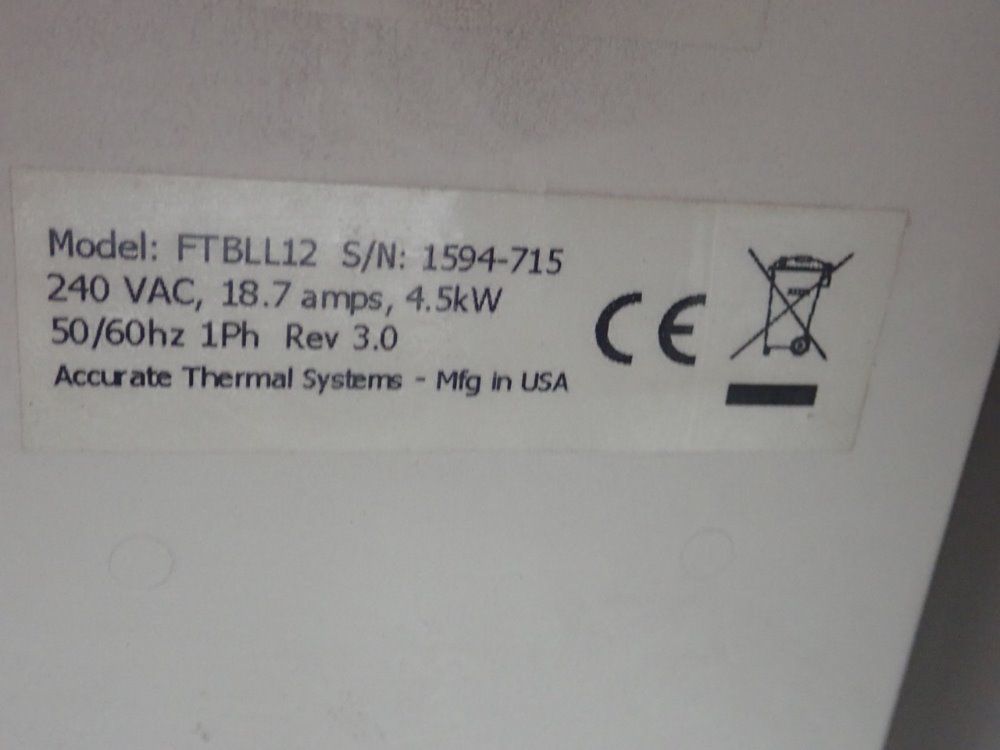 Model: FTBLL12 S/N: 1594-715
240 VAC, 18.7 amps, 4.5kW
50/60hz 1Ph Rev 3.0
Accurate Thermal Systems - Mfg in USA
CE